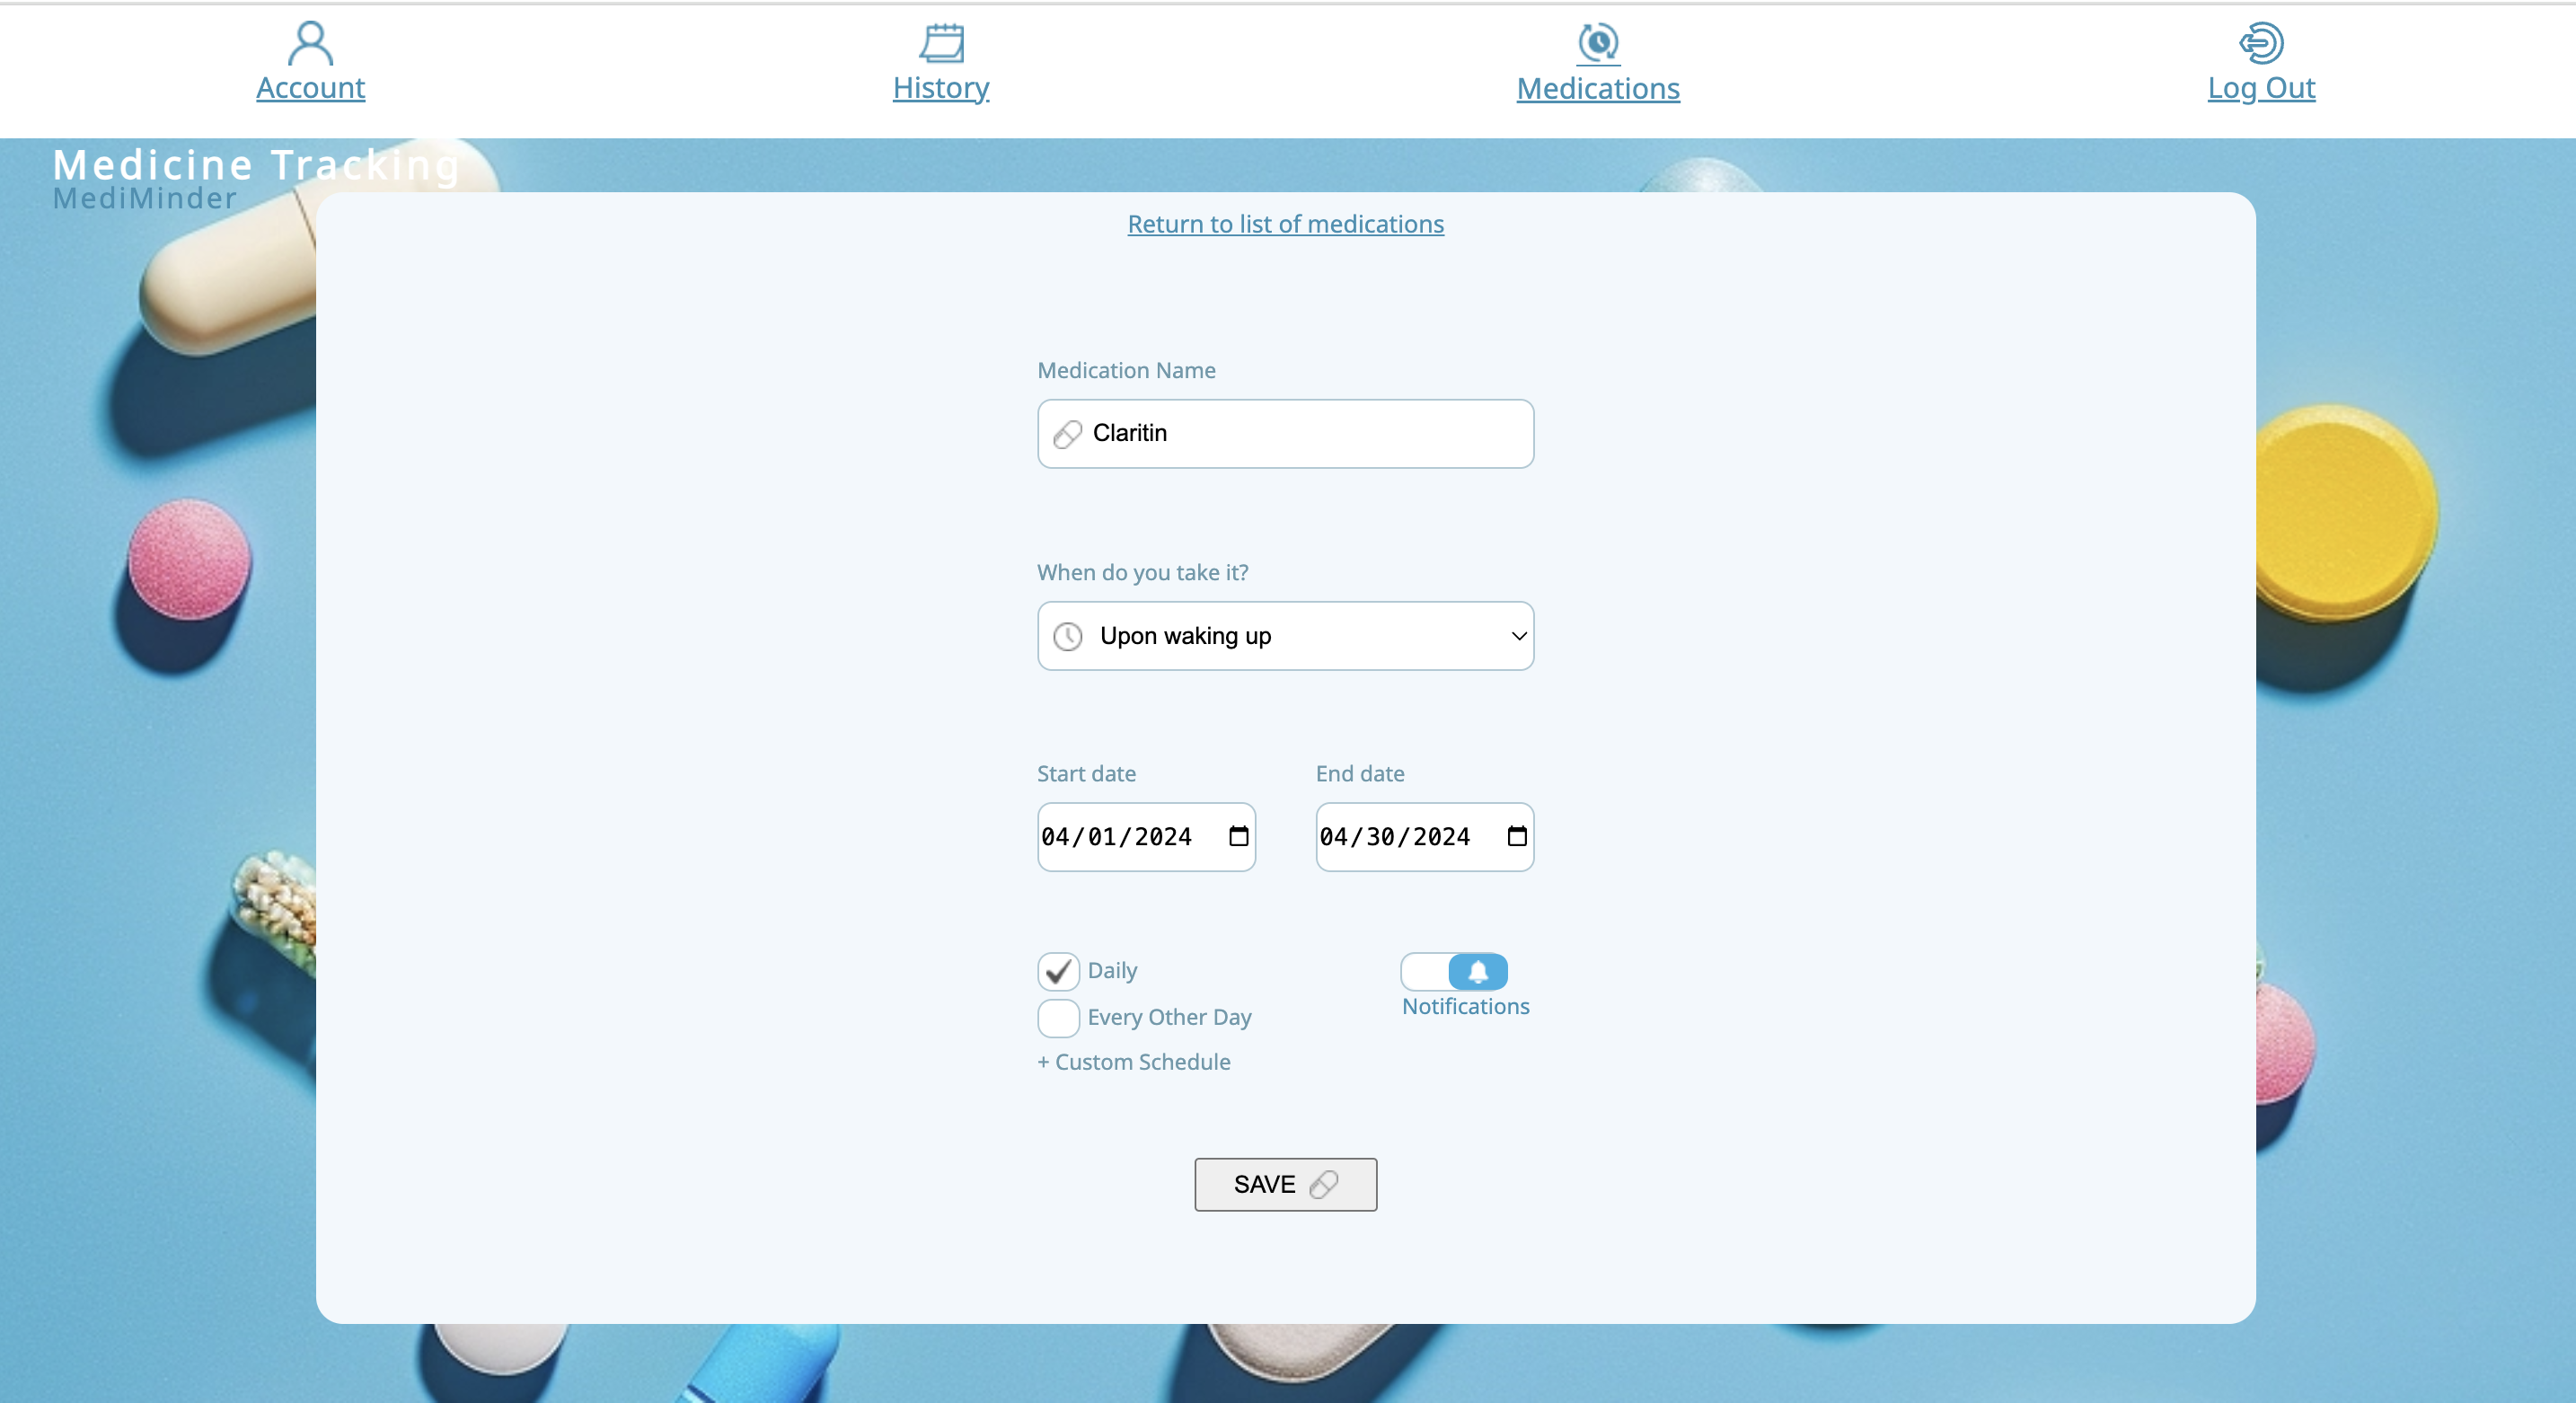 Account History Medications Log Out
Medicine Tracking
MediMinder
Return to list of medications
Medication Name
Claritin
When do you take it?
Upon waking up
Start date End date
04/01/2024 04/30/2024
Daily
Every Other Day Notifications
+ Custom Schedule
SAVE